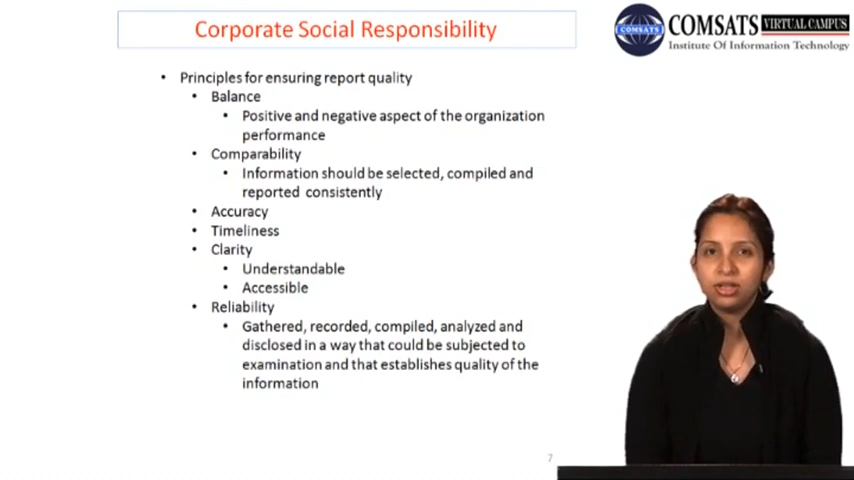 Corporate Social Responsibility
COMSATS
COMSATS VIRTUAL CAMPUS
Institute Of Information Technology
• Principles for ensuring report quality
• Balance
• Positive and negative aspect of the organization
performance
• Comparability
• Information should be selected, compiled and
reported consistently
• Accuracy
• Timeliness
• Clarity
• Understandable
• Accessible
• Reliability
• Gathered, recorded, compiled, analyzed and
disclosed in a way that could be subjected to
examination and that establishes quality of the
information
7